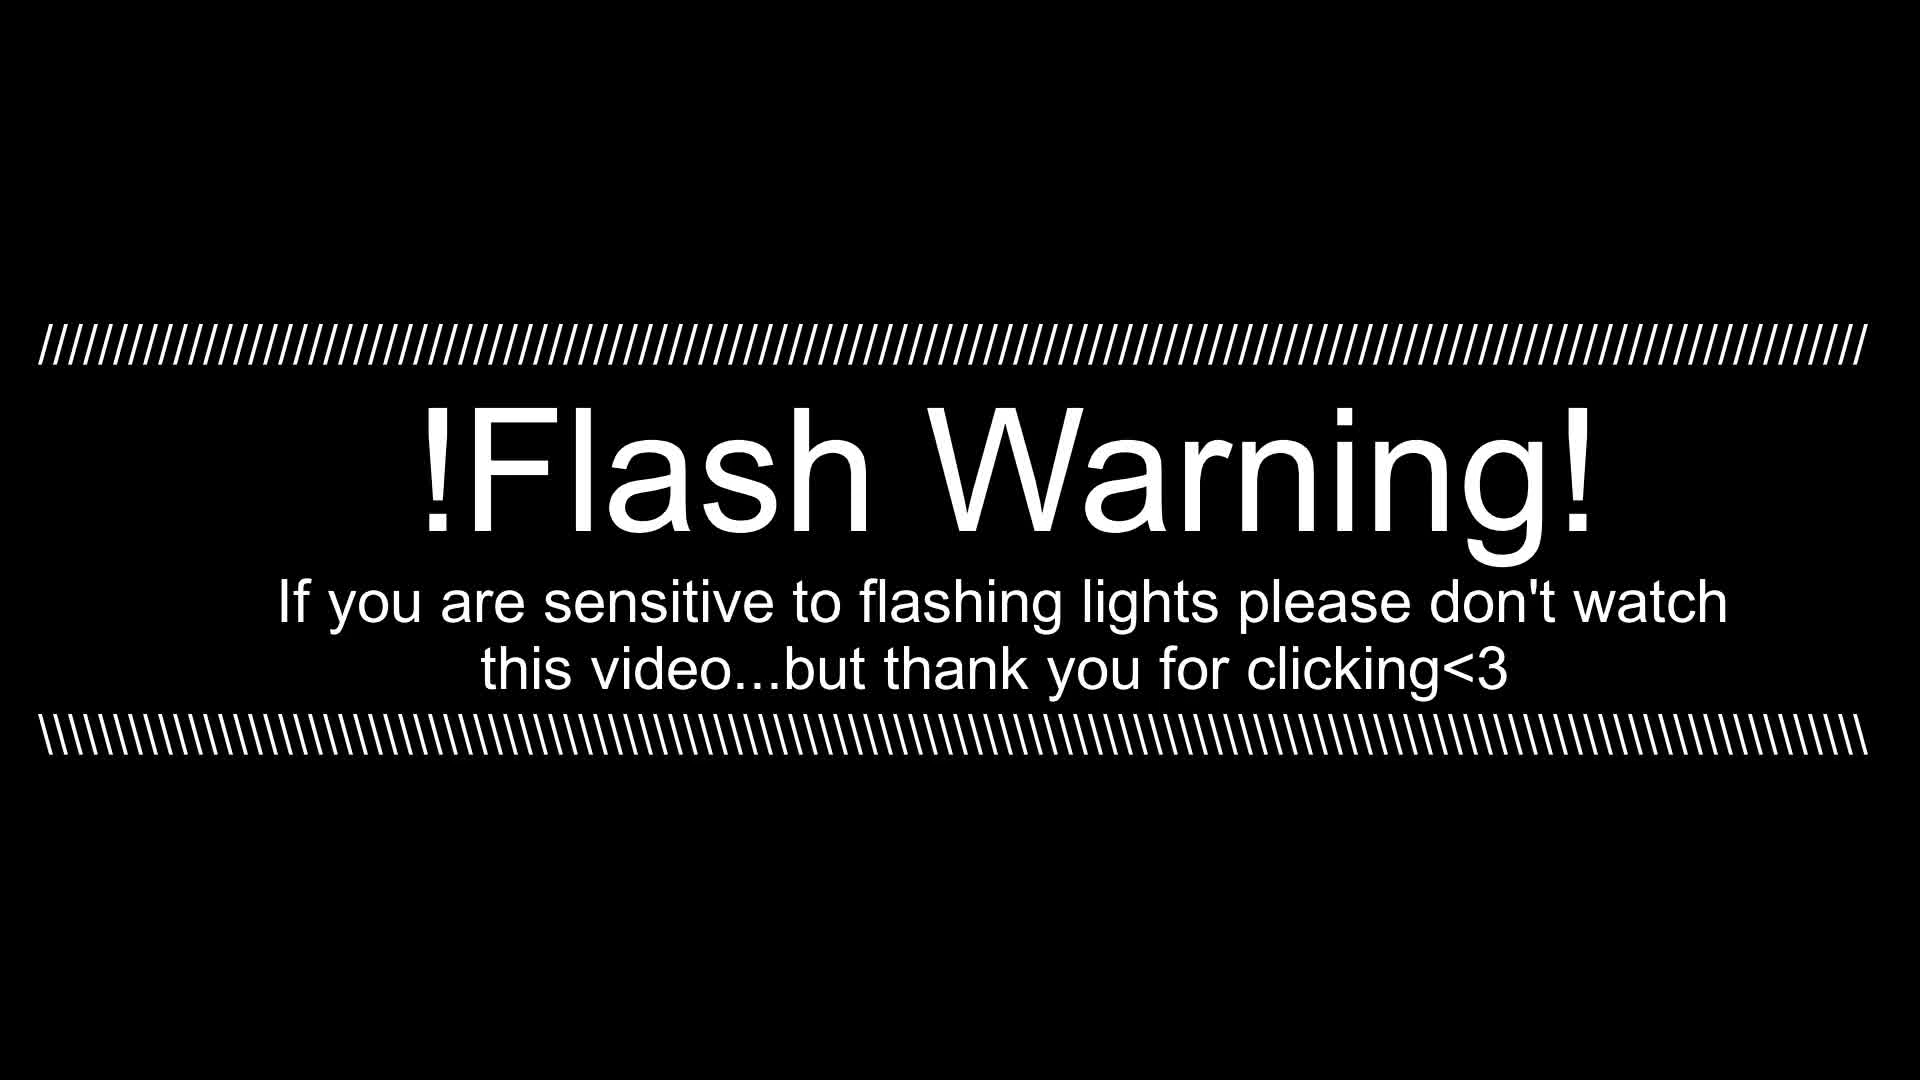 //////////////////////////////////////////////////////////////////////////////////////////////////////////////////////////
!Flash Warning!
If you are sensitive to flashing lights please don't watch
this video...but thank you for clicking<3
\\\\\\\\\\\\\\\\\\\\\\\\\\\\\\\\\\\\\\\\\\\\\\\\\\\\\\\\\\\\\\\\\\\\\\\\\\\\\\\\\\\\\\\\\\\\\\\\\\\\\\\\\\\\\\\\\\\\\\\\\\